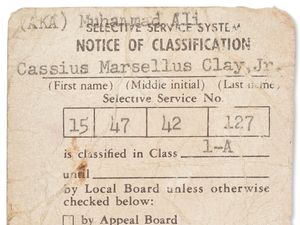 (AKA) Muhammad Ali
SELECTIVE SERVICE SYSTEM
NOTICE OF CLASSIFICATION
Cassius Marsellus Clay, Jr.
(First name) (Middle initial) (Last name)
Selective Service No.
15 47 42 127
is classified in Class 1-A
until
by Local Board unless otherwise
checked below:
by Appeal Board